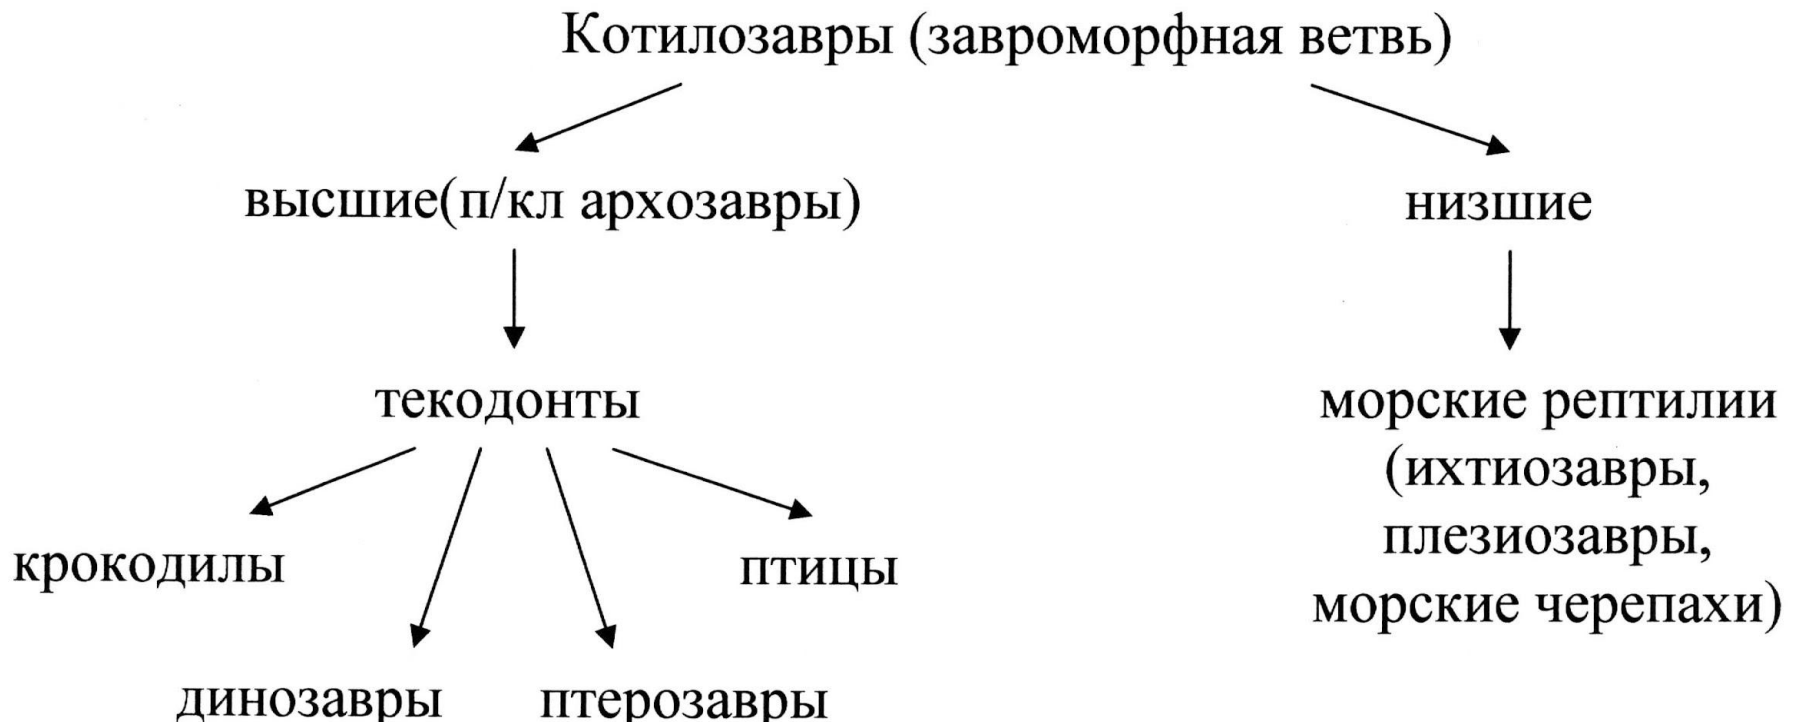 Котилозавры (завроморфная ветвь)
высшие(п/кл архозавры)
низшие
текодонты
морские рептилии
(ихтиозавры,
плезиозавры,
морские черепахи)
крокодилы
птицы
динозавры
птерозавры